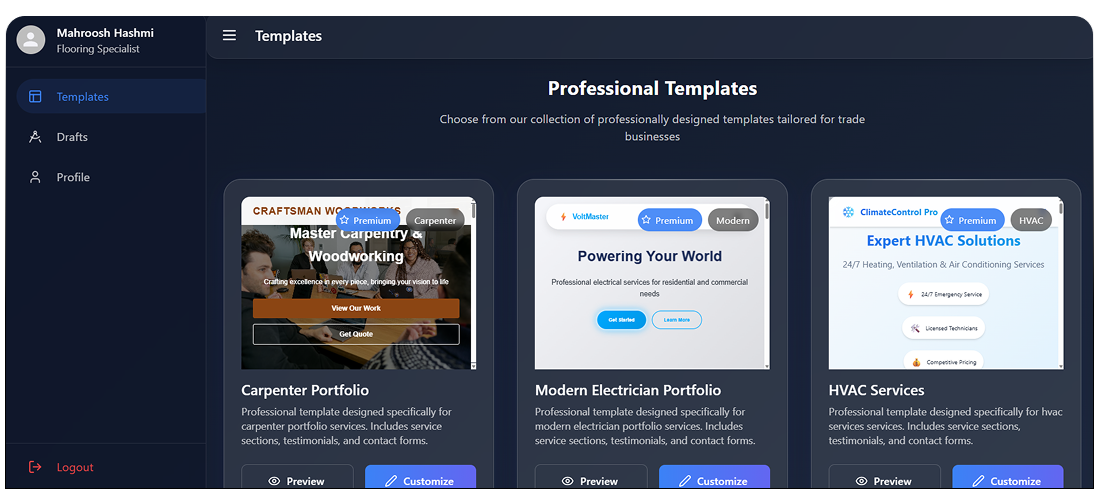 Mahroosh Hashmi
Flooring Specialist
Templates
Drafts
Profile
Logout
Templates
Professional Templates
Choose from our collection of professionally designed templates tailored for trade
businesses
CRAFTSMAN WOODWORKS
Premium
Carpenter
Master Carpentry &
Woodworking
Crafting excellence in every piece, bringing your vision to life
View Our Work
Get Quote
Carpenter Portfolio
Professional template designed specifically for
carpenter portfolio services. Includes service
sections, testimonials, and contact forms.
Preview
Customize
VoltMaster
Premium
Modern
Powering Your World
Professional electrical services for residential and commercial
needs
Get Started
Learn More
Modern Electrician Portfolio
Professional template designed specifically for
modern electrician portfolio services. Includes
service sections, testimonials, and contact forms.
Preview
Customize
ClimateControl Pro
Premium
HVAC
Expert HVAC Solutions
24/7 Heating, Ventilation & Air Conditioning Services
24/7 Emergency Service
Licensed Technicians
Competitive Pricing
HVAC Services
Professional template designed specifically for hvac
services services. Includes service sections,
testimonials, and contact forms.
Preview
Customize